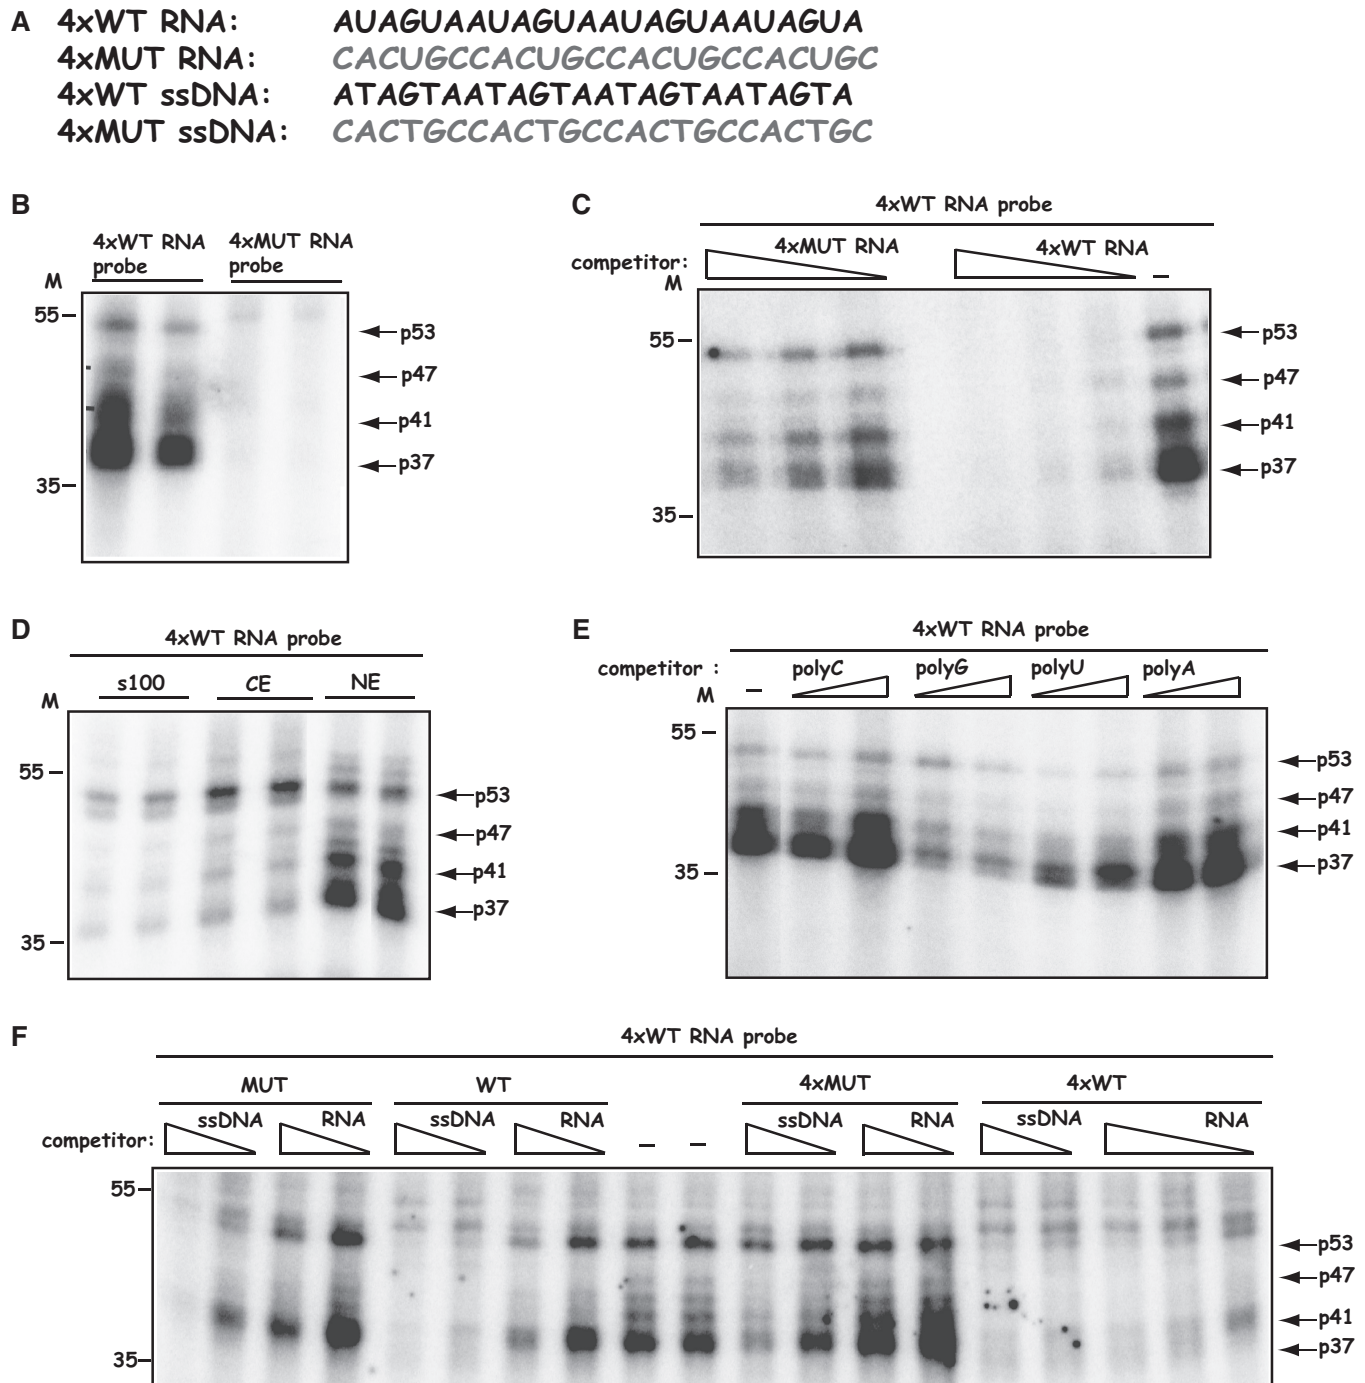 A 4xWT RNA: AUAGUAAUAGUAAUAGUAAUAGUA
4xMUT RNA: CACUGCCACUGCCACUGCCACUGC
4xWT ssDNA: ATAGTAATAGTAATAGTAATAGTA
4xMUT ssDNA: CACTGCCACTGCCACTGCCACTGC
B
4xWT RNA probe
4xMUT RNA probe
M
55
35
p53
p47
p41
p37
C
4xWT RNA probe
competitor: 4xMUT RNA 4xWT RNA –
M
55
35
p53
p47
p41
p37
D
4xWT RNA probe
s100 CE NE
M
55
35
p53
p47
p41
p37
E
4xWT RNA probe
competitor : – polyC polyG polyU polyA
M
55
35
p53
p47
p41
p37
F
4xWT RNA probe
MUT WT 4xMUT 4xWT
competitor: ssDNA RNA ssDNA RNA – – ssDNA RNA ssDNA RNA
55
35
p53
p47
p41
p37